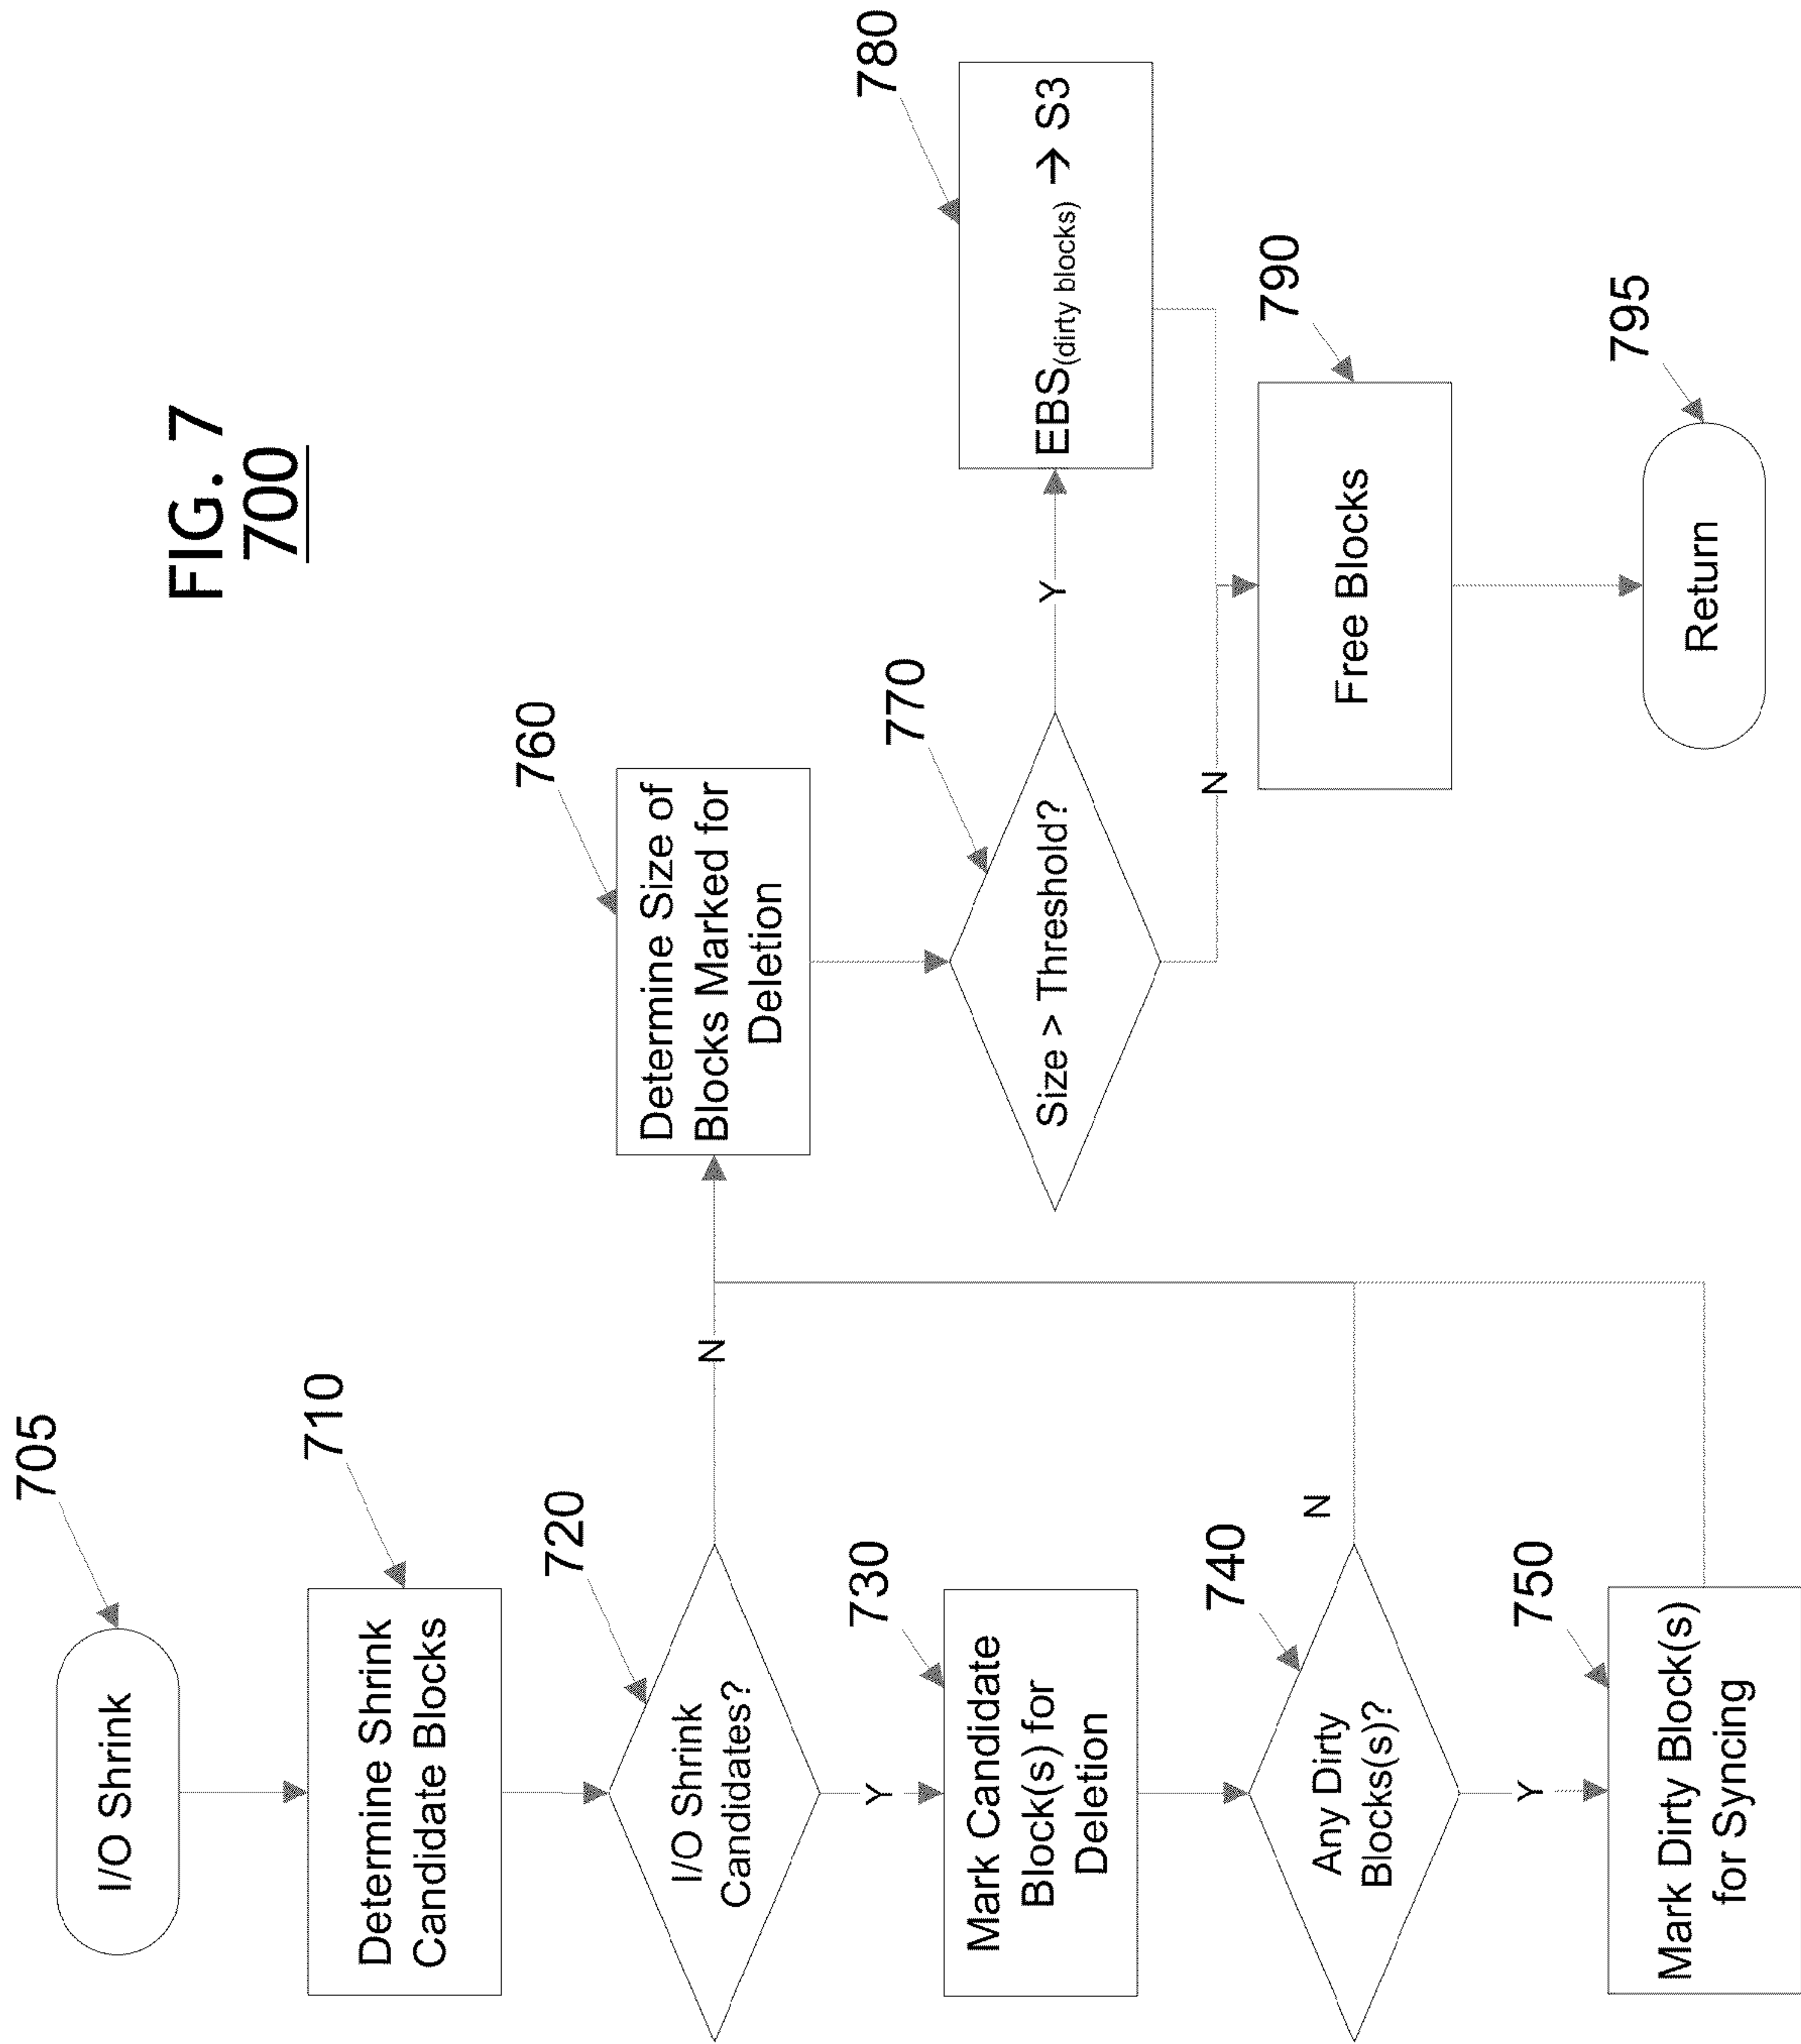 FIG. 7
700
705
I/O Shrink
710
Determine Shrink
Candidate Blocks
720
I/O Shrink
Candidates?
N
Y
730
Mark Candidate
Block(s) for
Deletion
740
Any Dirty
Blocks(s)?
N
Y
750
Mark Dirty Block(s)
for Syncing
760
Determine Size of
Blocks Marked for
Deletion
770
Size > Threshold?
Y
N
780
EBS(dirty blocks) → S3
790
Free Blocks
795
Return